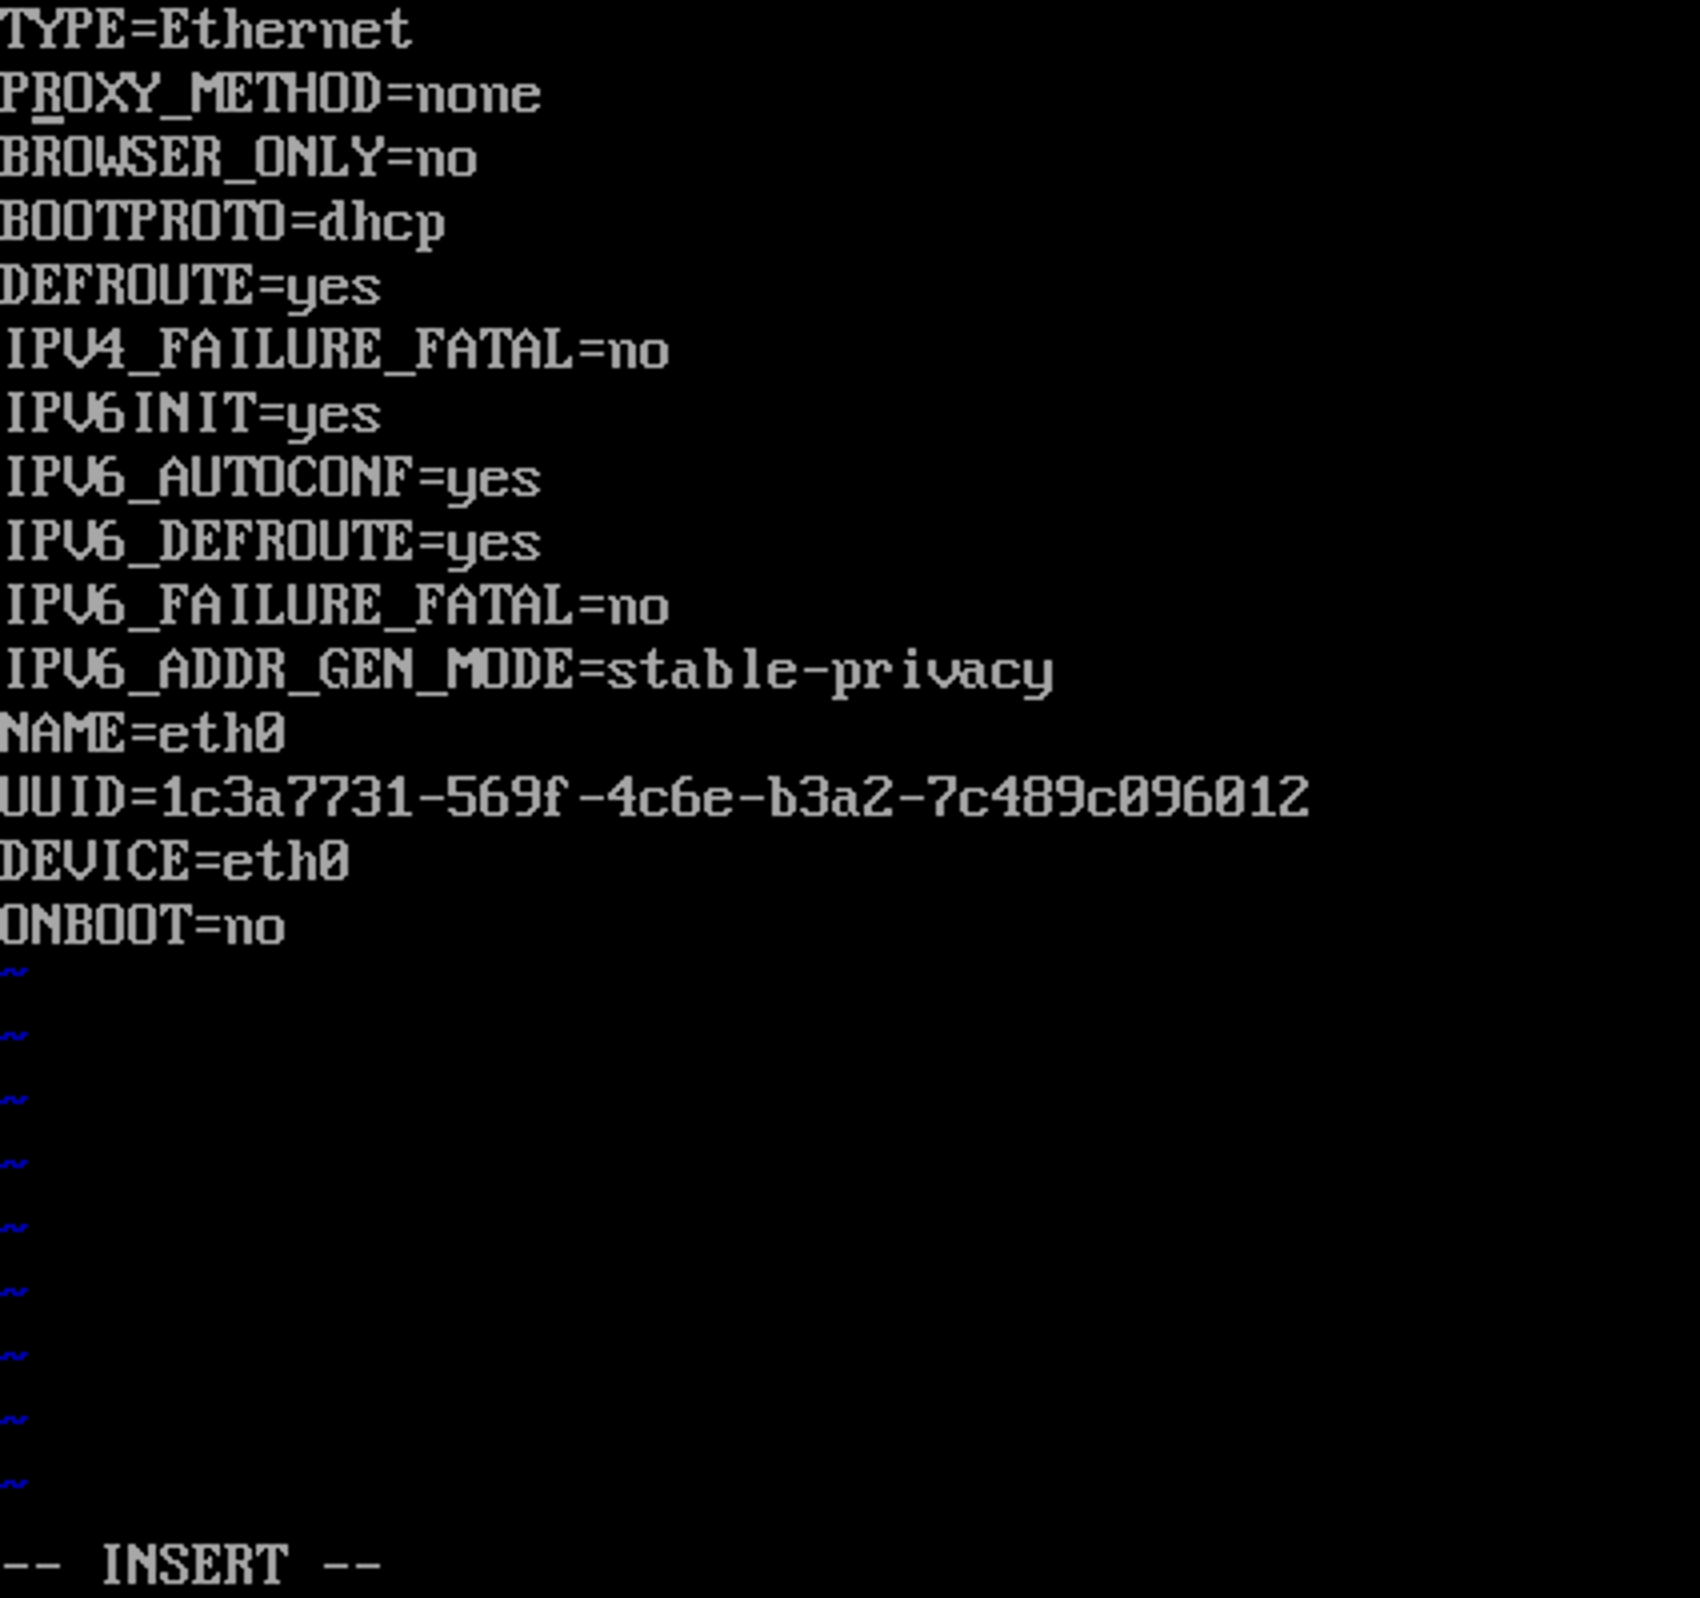 TYPE=Ethernet
PROXY_METHOD=none
BROWSER_ONLY=no
BOOTPROTO=dhcp
DEFROUTE=yes
IPV4_FAILURE_FATAL=no
IPV6INIT=yes
IPV6_AUTOCONF=yes
IPV6_DEFROUTE=yes
IPV6_FAILURE_FATAL=no
IPV6_ADDR_GEN_MODE=stable-privacy
NAME=eth0
UUID=1c3a7731-569f-4c6e-b3a2-7c489c096012
DEVICE=eth0
ONBOOT=no
~
~
~
~
~
~
~
~
~
-- INSERT --